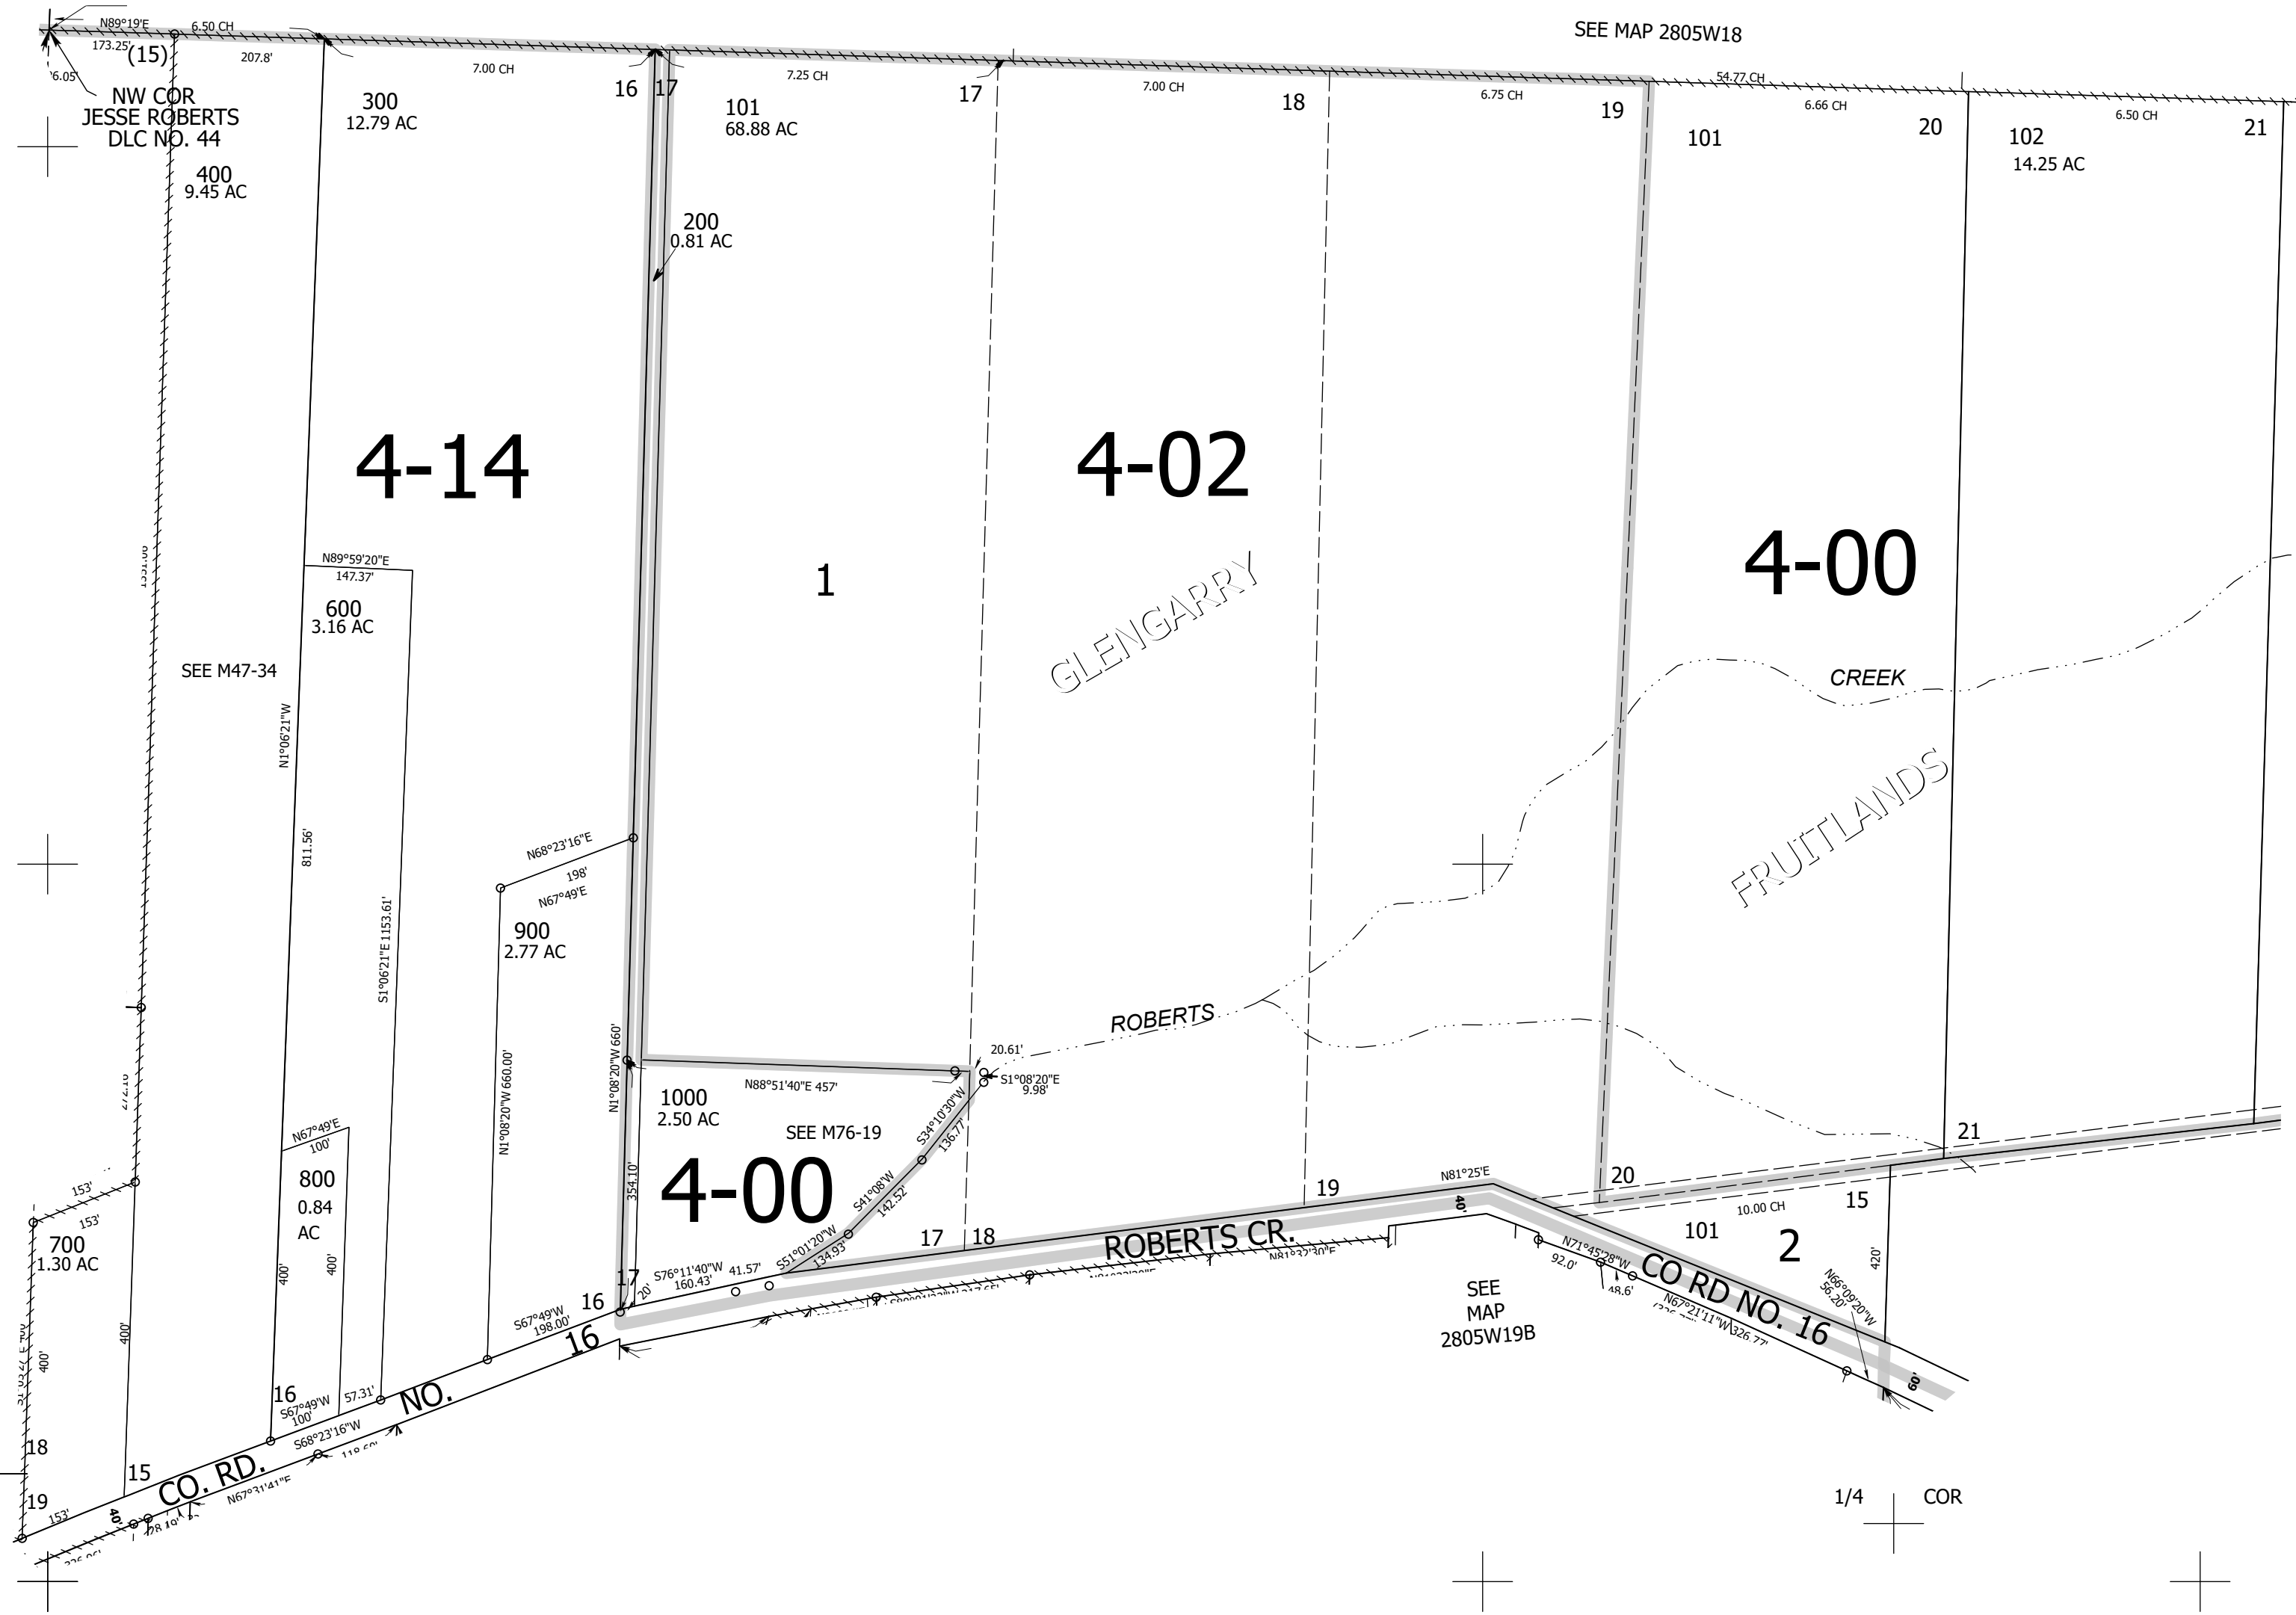 N89°19'E
6.50 CH
SEE MAP 2805W18
173.25'
(15)
207.8'
7.00 CH
16
17
7.25 CH
17
7.00 CH
18
6.75 CH
19
54.77 CH
6.66 CH
20
6.50 CH
21
NW COR
JESSE ROBERTS
DLC NO. 44
300
12.79 AC
101
68.88 AC
101
102
14.25 AC
400
9.45 AC
200
0.81 AC
4-14
4-02
4-00
N89°59'20"E
147.37'
1
GLENGARRY
600
3.16 AC
SEE M47-34
CREEK
N1°06'21"W
811.56'
FRUITLANDS
N68°23'16"E
198'
N67°49'E
900
2.77 AC
S1°06'21"E 1153.61'
ROBERTS
N1°08'20"W 660'
N1°08'20"W 660.00'
20.61'
S1°08'20"E
9.98'
N88°51'40"E 457'
1000
2.50 AC
SEE M76-19
S34°10'30"W
136.77'
4-00
354.10'
S41°08'W
142.52'
S51°01'20"W
134.93'
N67°49'E
100'
800
0.84
AC
400'
400'
153'
153'
700
1.30 AC
400'
400'
21
20
19
N81°25'E
40'
15
10.00 CH
101
2
420'
17
18
ROBERTS CR.
N81°32'30"E
S76°11'40"W
160.43'
41.57'
17
20'
16
S67°49'W
198.00'
16
N71°45'28"W
92.0'
48.6'
CO RD NO. 16
N67°21'11"W 326.77'
N66°09'20"W
56.20'
60'
SEE
MAP
2805W19B
16
S67°49'W
100'
57.31'
NO.
S68°23'16"W
118.60'
18
15
CO. RD.
N67°31'41"E
19
153'
40'
28.19'
1/4 COR